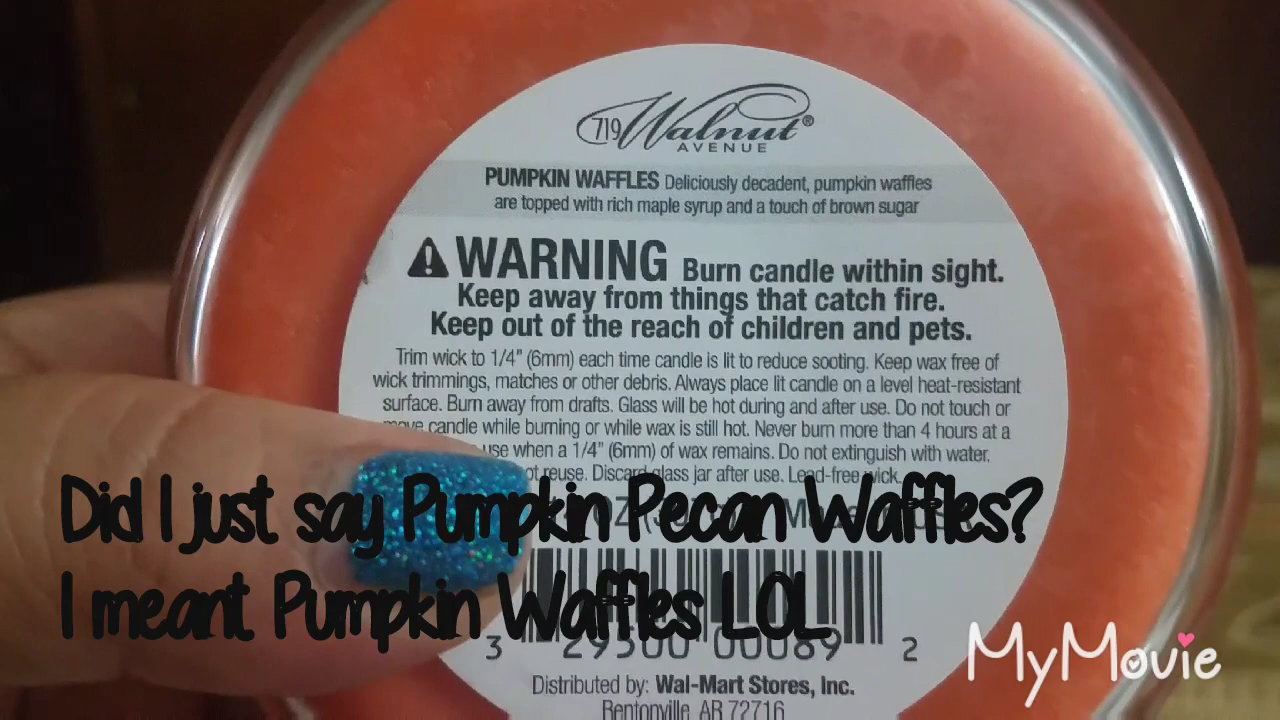 719 Walnut®
AVENUE
PUMPKIN WAFFLES Deliciously decadent, pumpkin waffles
are topped with rich maple syrup and a touch of brown sugar
WARNING Burn candle within sight.
Keep away from things that catch fire.
Keep out of the reach of children and pets.
Trim wick to 1/4" (6mm) each time candle is lit to reduce sooting. Keep wax free of
wick trimmings, matches or other debris. Always place lit candle on a level heat-resistant
surface. Burn away from drafts. Glass will be hot during and after use. Do not touch or
move candle while burning or while wax is still hot. Never burn more than 4 hours at a
use when a 1/4" (6mm) of wax remains. Do not extinguish with water.
not reuse. Discard glass jar after use. Lead-free wick.
OZ
Did I just say Pumpkin Pecan Waffles?
I meant Pumpkin Waffles LOL
3 29500 00089 2
MyMovie
Distributed by: Wal-Mart Stores, Inc.
Bentonville, AR 72716